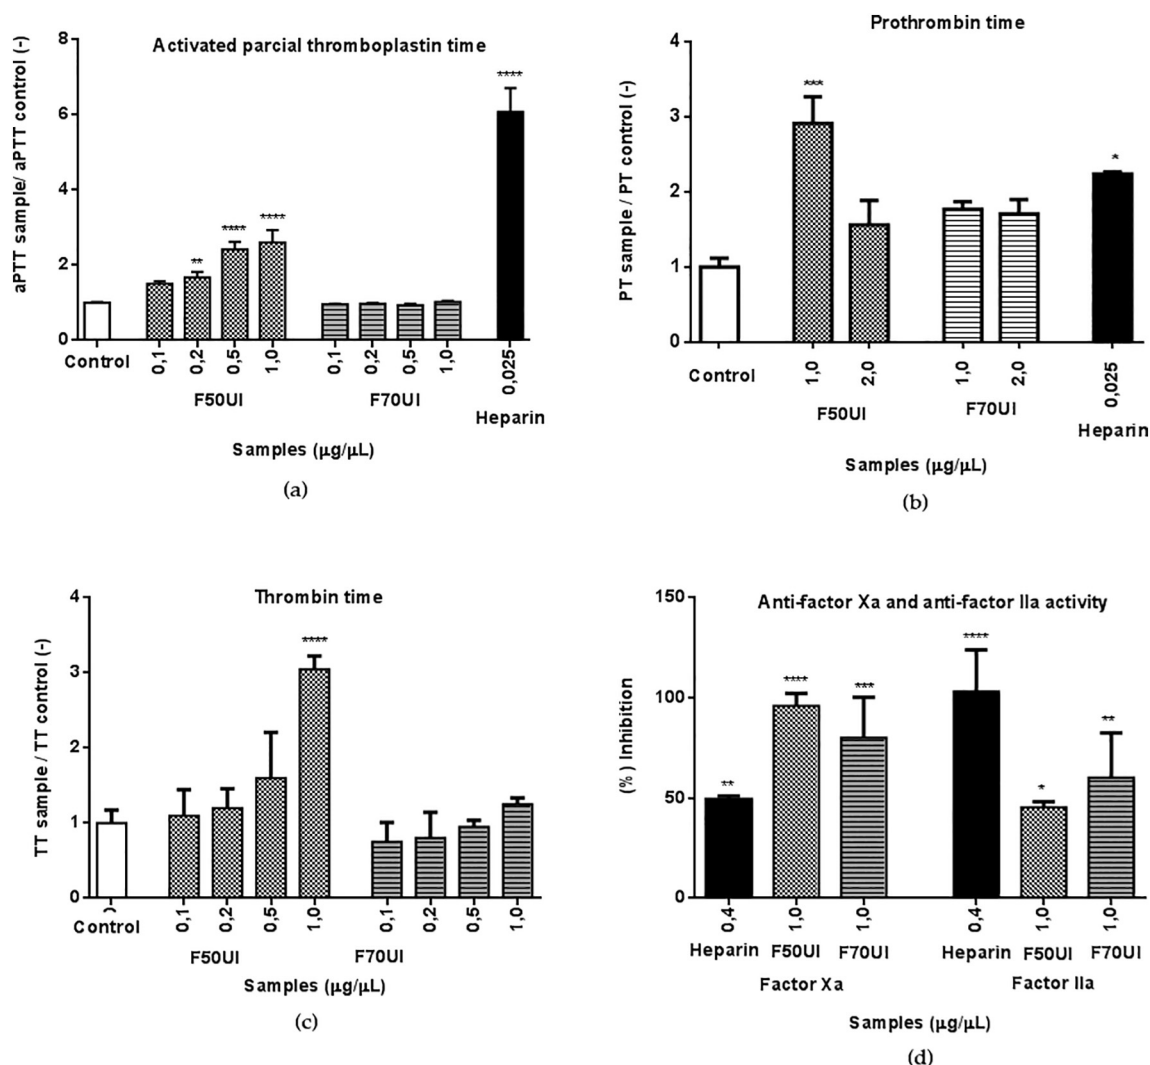 Activated parcial thromboplastin time
aPTT sample/ aPTT control (-)
8
6
4
2
0
**
****
****
****
Control
0,1
0,2
0,5
1,0
0,1
0,2
0,5
1,0
0,025
F50UI
F70UI
Heparin
Samples (µg/µL)
(a)
Prothrombin time
PT sample / PT control (-)
4
3
2
1
0
***
*
Control
1,0
2,0
1,0
2,0
0,025
F50UI
F70UI
Heparin
Samples (µg/µL)
(b)
Thrombin time
TT sample / TT control (-)
4
3
2
1
0
****
Control
0,1
0,2
0,5
1,0
0,1
0,2
0,5
1,0
F50UI
F70UI
Samples (µg/µL)
(c)
Anti-factor Xa and anti-factor IIa activity
(%) Inhibition
150
100
50
0
**
****
***
****
*
**
0,4
1,0
1,0
0,4
1,0
1,0
Heparin
F50UI
F70UI
Heparin
F50UI
F70UI
Factor Xa
Factor IIa
Samples (µg/µL)
(d)